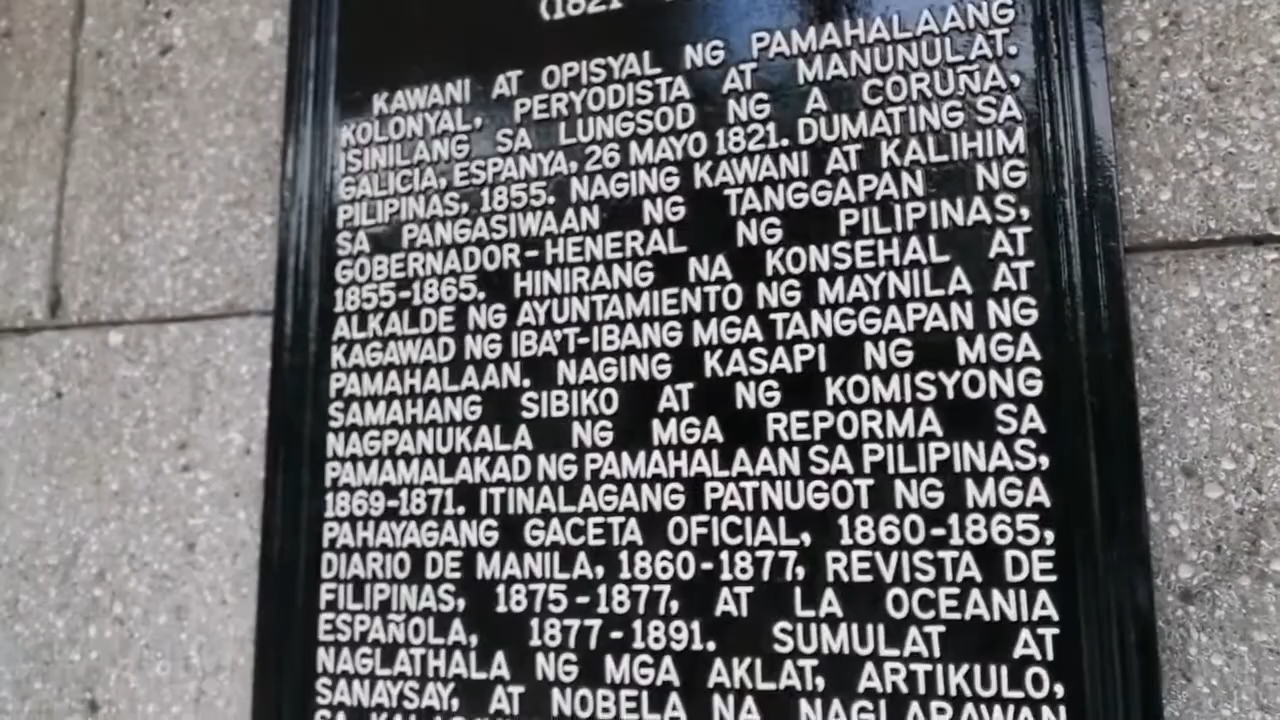 (1821
KAWANI AT OPISYAL NG PAMAHALAANG
KOLONYAL, PERYODISTA AT MANUNULAT.
ISINILANG SA LUNGSOD NG A CORUÑA,
GALICIA, ESPANYA, 26 MAYO 1821. DUMATING SA
PILIPINAS, 1855. NAGING KAWANI AT KALIHIM
SA PANGASIWAAN NG TANGGAPAN NG
GOBERNADOR-HENERAL NG PILIPINAS,
1855-1865. HINIRANG NA KONSEHAL AT
ALKALDE NG AYUNTAMIENTO NG MAYNILA AT
KAGAWAD NG IBA'T-IBANG MGA TANGGAPAN NG
PAMAHALAAN. NAGING KASAPI NG MGA
SAMAHANG SIBIKO AT NG KOMISYONG
NAGPANUKALA NG MGA REPORMA SA
PAMAMALAKAD NG PAMAHALAAN SA PILIPINAS,
1869-1871. ITINALAGANG PATNUGOT NG MGA
PAHAYAGANG GACETA OFICIAL, 1860-1865,
DIARIO DE MANILA, 1860-1877, REVISTA DE
FILIPINAS, 1875-1877, AT LA OCEANIA
ESPAÑOLA, 1877-1891. SUMULAT AT
NAGLATHALA NG MGA AKLAT, ARTIKULO,
SANAYSAY, AT NOBELA NA NAGLARAWAN
SA